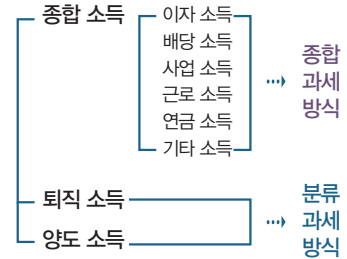 종합 소득
이자 소득
배당 소득
사업 소득
근로 소득
연금 소득
기타 소득
종합
과세
방식
퇴직 소득
양도 소득
분류
과세
방식